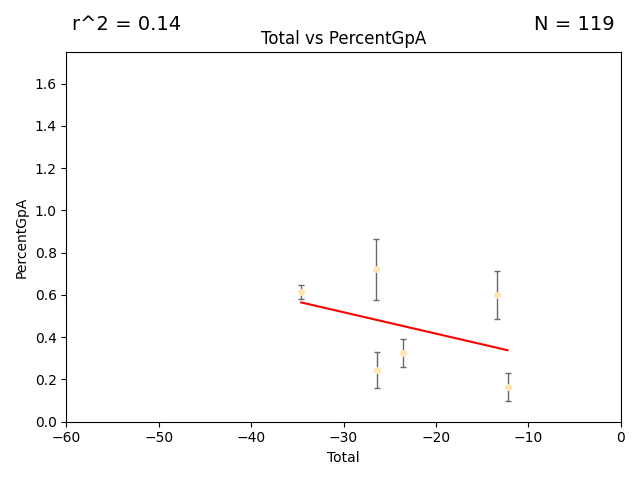 r^2 = 0.14
N = 119
Total vs PercentGpA
PercentGpA
1.6
1.4
1.2
1.0
0.8
0.6
0.4
0.2
0.0
−60 −50 −40 −30 −20 −10 0
Total